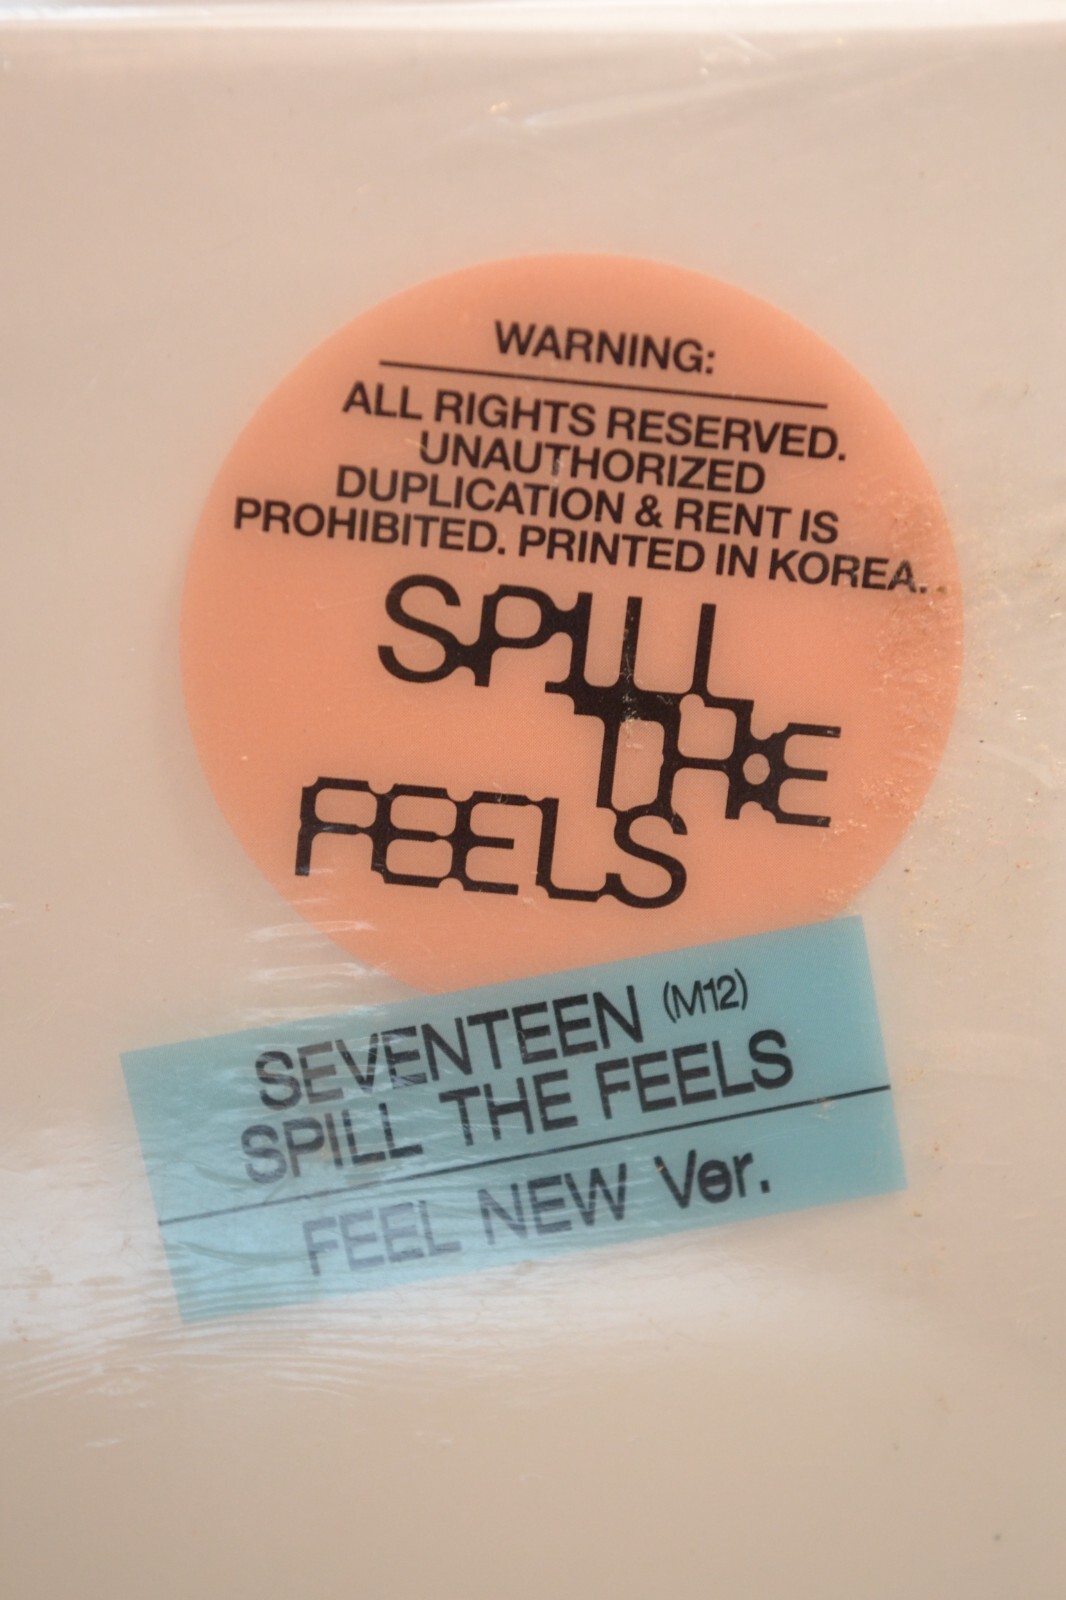 WARNING:
ALL RIGHTS RESERVED.
UNAUTHORIZED
DUPLICATION & RENT IS
PROHIBITED. PRINTED IN KOREA.
SPILL
THE
FEELS
SEVENTEEN (M12)
SPILL THE FEELS
FEEL NEW Ver.